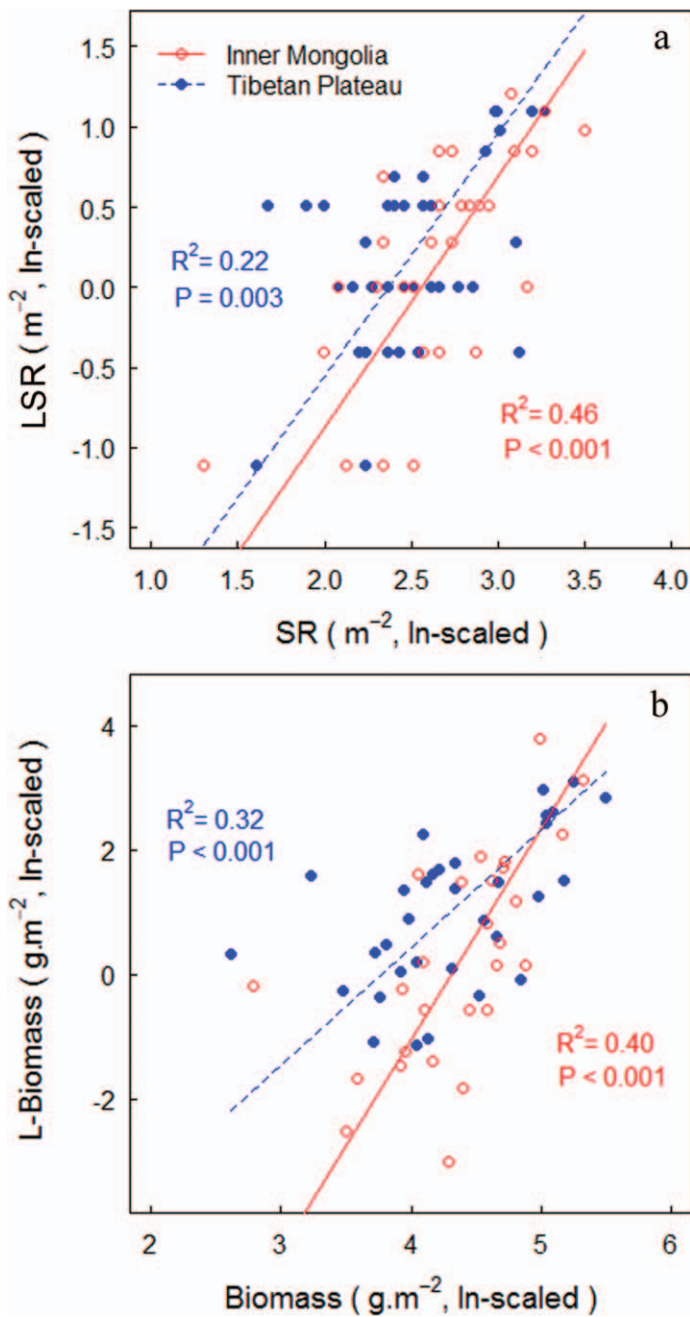 a
Inner Mongolia
Tibetan Plateau
1.5
1.0
0.5
0.0
-0.5
-1.0
-1.5
LSR ( m⁻², ln-scaled )
R²= 0.22
P = 0.003
R²= 0.46
P < 0.001
1.0 1.5 2.0 2.5 3.0 3.5 4.0
SR ( m⁻², ln-scaled )
b
4
2
0
-2
L-Biomass ( g.m⁻², ln-scaled )
R²= 0.32
P < 0.001
R²= 0.40
P < 0.001
2 3 4 5 6
Biomass ( g.m⁻², ln-scaled )